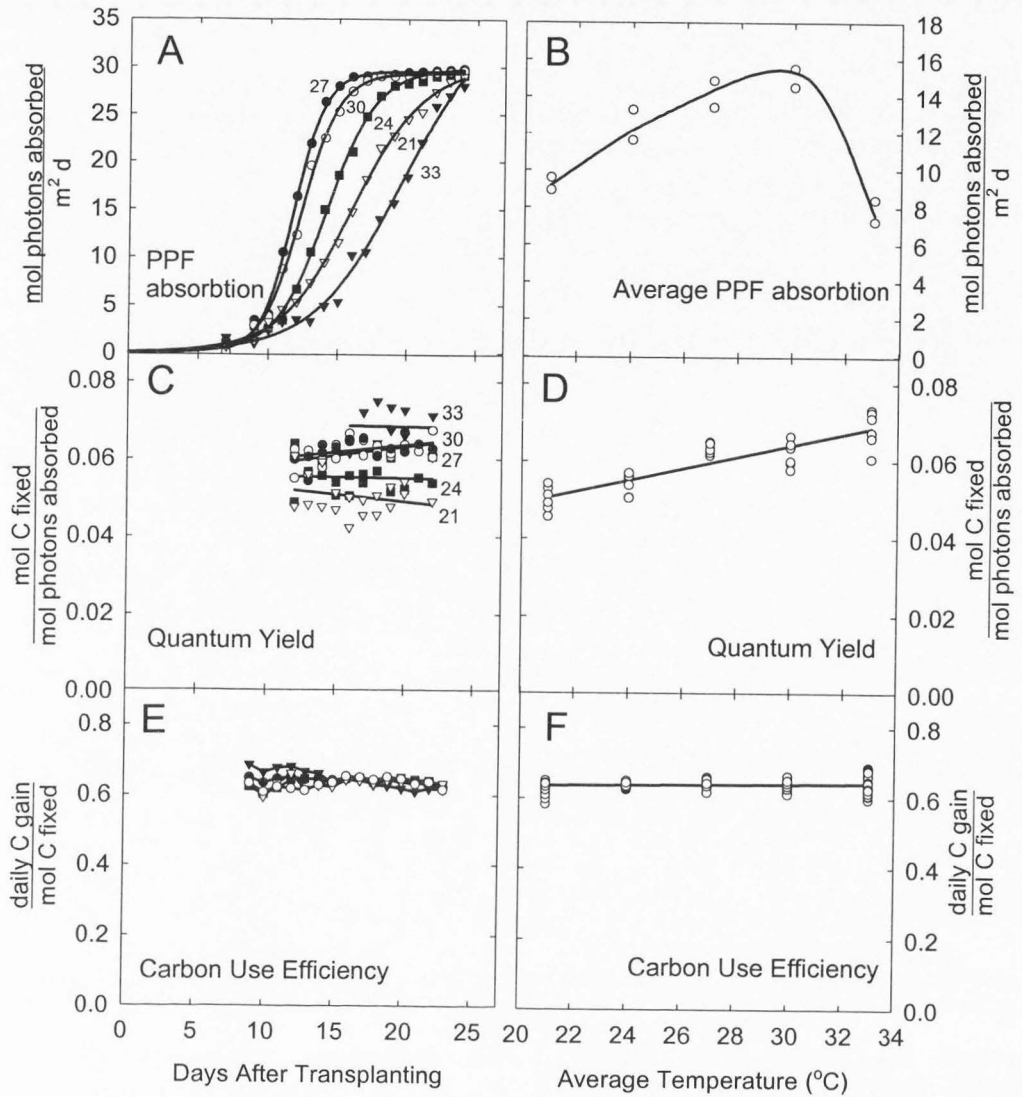 35
30
25
20
15
10
5
0
mol photons absorbed
m² d
A
27
30
24
21
33
PPF
absorbtion
B
Average PPF absorbtion
18
16
14
12
10
8
6
4
2
0
mol photons absorbed
m² d
0.08
0.06
0.04
0.02
0.00
mol C fixed
mol photons absorbed
C
33
30
27
24
21
Quantum Yield
D
Quantum Yield
0.08
0.06
0.04
0.02
0.00
mol C fixed
mol photons absorbed
0.8
0.6
0.4
0.2
0.0
daily C gain
mol C fixed
E
Carbon Use Efficiency
F
Carbon Use Efficiency
0.8
0.6
0.4
0.2
0.0
daily C gain
mol C fixed
0 5 10 15 20 25
Days After Transplanting
20 22 24 26 28 30 32 34
Average Temperature (°C)